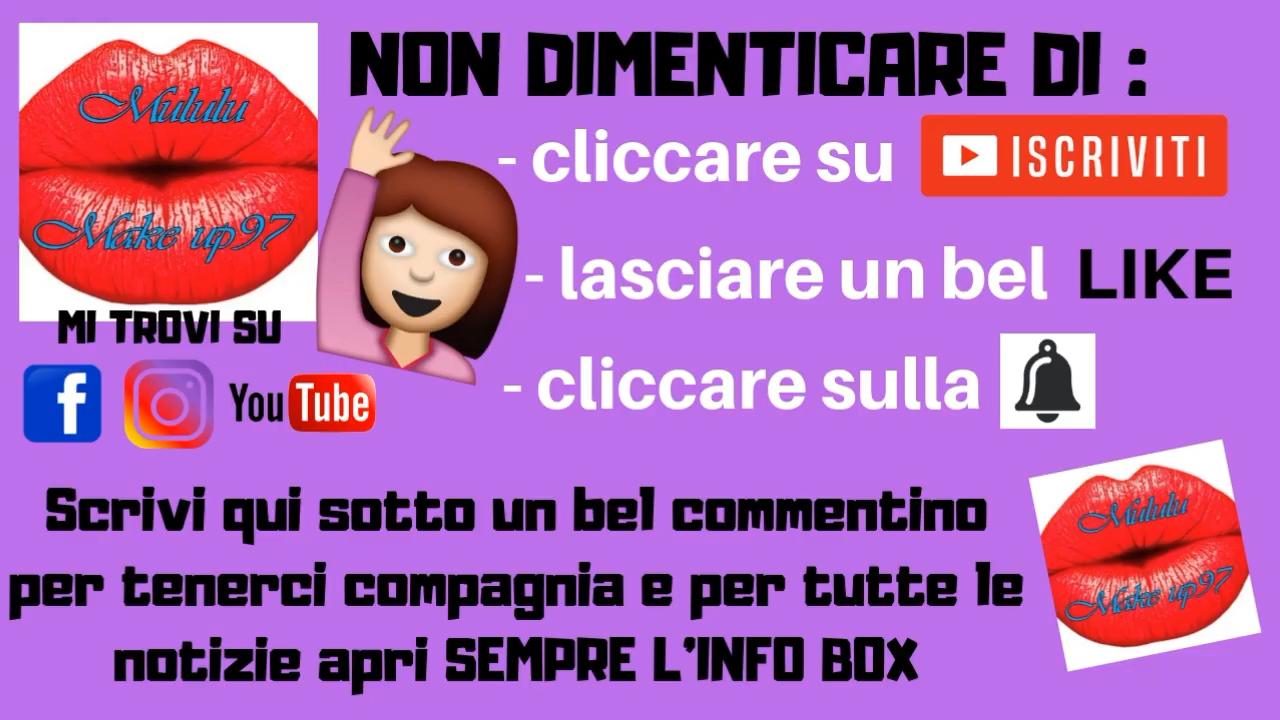 Mululu
Make up97
MI TROVI SU
f
You Tube
NON DIMENTICARE DI :
- cliccare su ISCRIVITI
- lasciare un bel LIKE
- cliccare sulla
Scrivi qui sotto un bel commentino
per tenerci compagnia e per tutte le
notizie apri SEMPRE L'INFO BOX
Mululu
Make up97